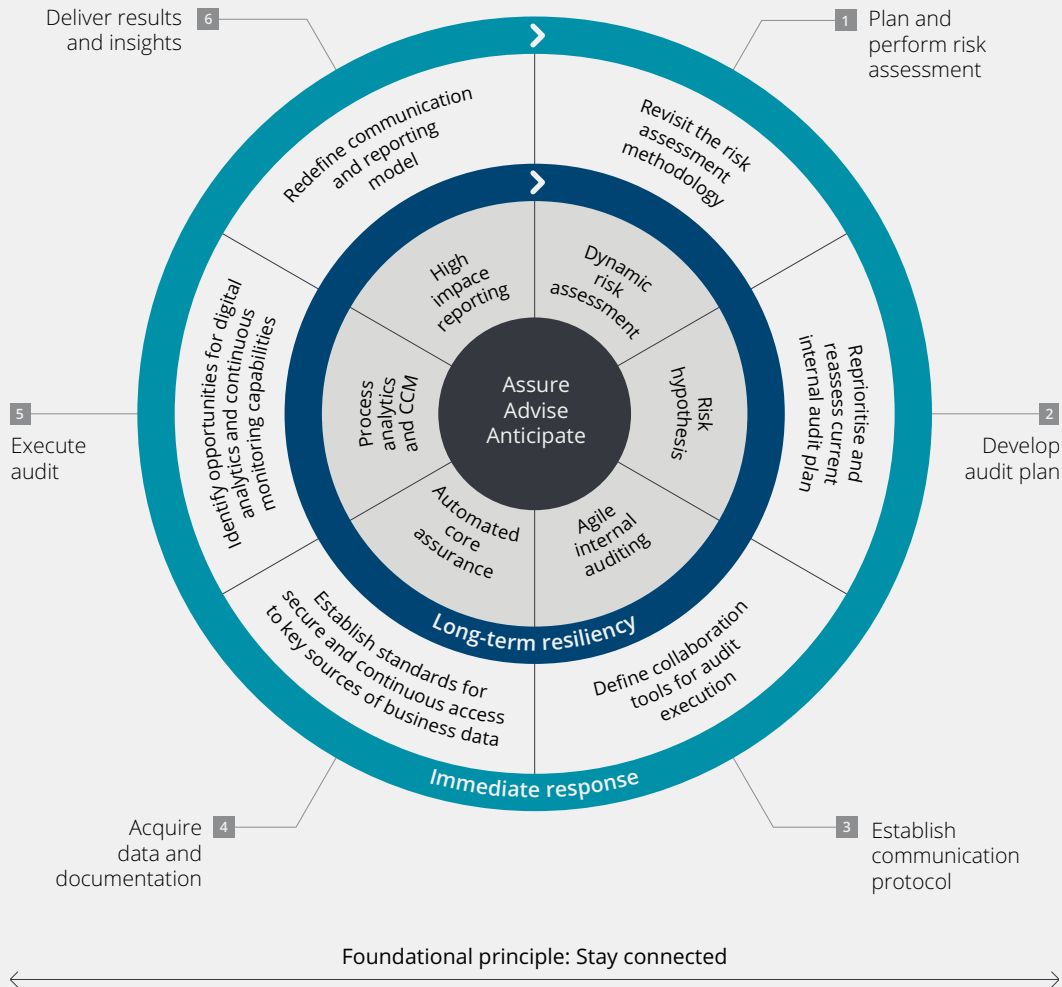 Deliver results
and insights
6
1
Plan and
perform risk
assessment
Redefine communication
and reporting
model
Revisit the risk
assessment
methodology
High
impace
reporting
Dynamic
risk
assessment
Identify opportunities for digital
analytics and continuous
monitoring capabilities
Process
analytics
and CCM
Assure
Advise
Anticipate
Risk
hypothesis
Reprioritise and
reassess current
internal audit plan
5
Execute
audit
2
Develop
audit plan
Automated
core
assurance
Agile
internal
auditing
Long-term resiliency
Establish standards for
secure and continuous access
to key sources of business data
Define collaboration
tools for audit
execution
Immediate response
Acquire
data and
documentation
4
3
Establish
communication
protocol
Foundational principle: Stay connected